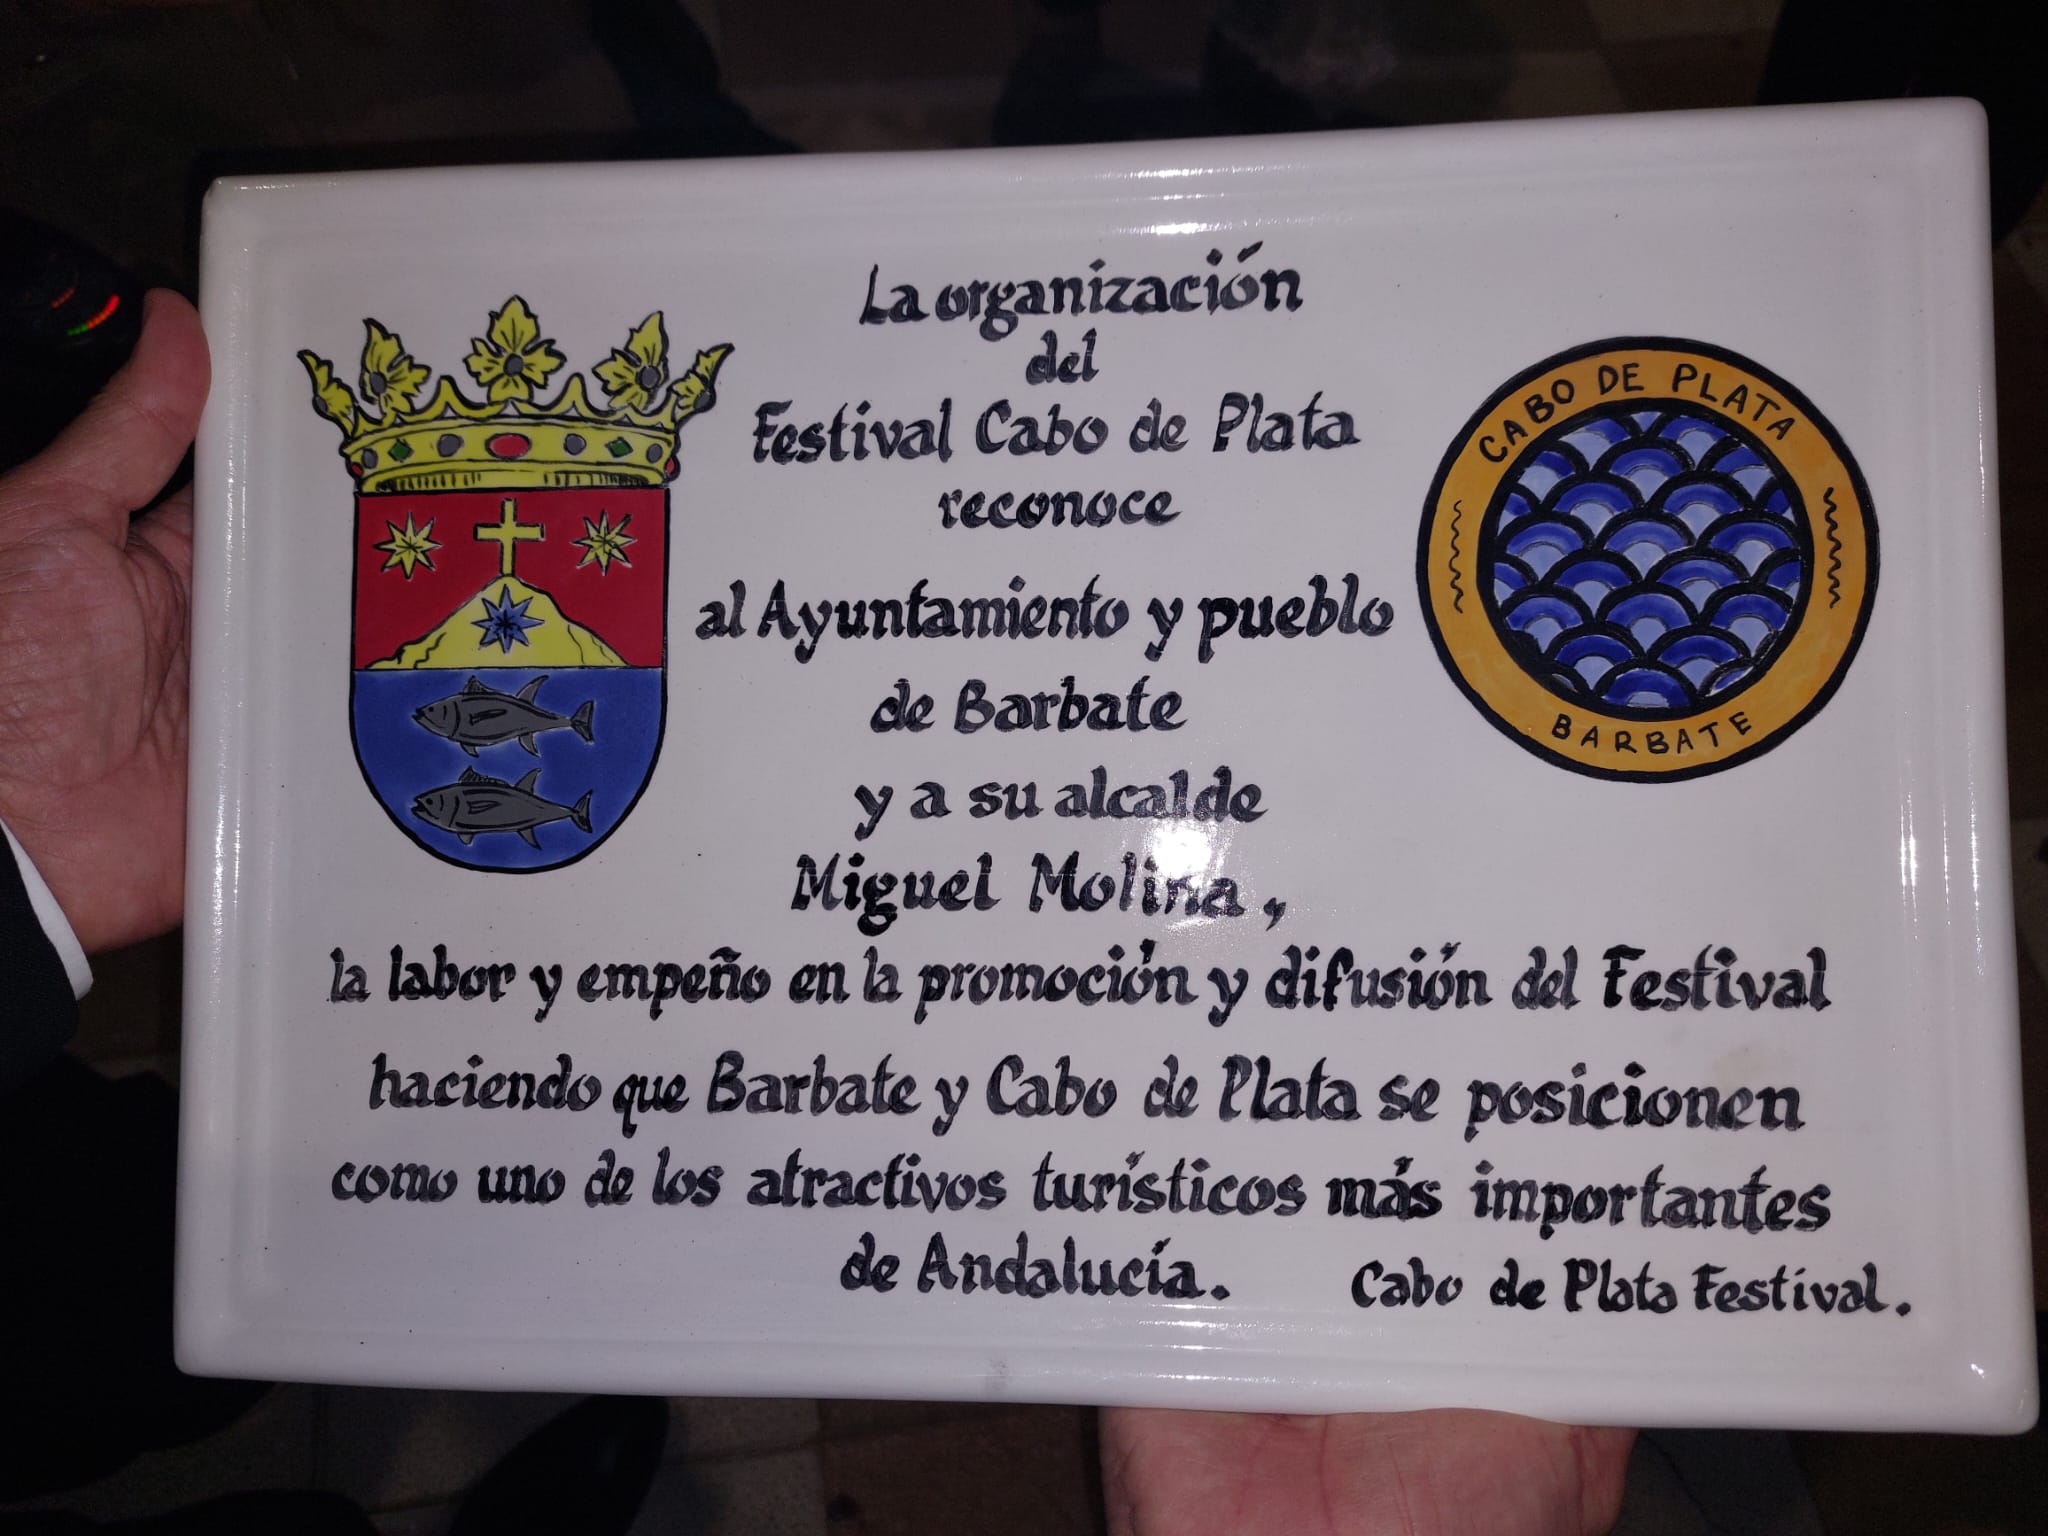 La organización
del
Festival Cabo de Plata
reconoce
al Ayuntamiento y pueblo
de Barbate
y a su alcalde
Miguel Molina,
la labor y empeño en la promoción y difusión del Festival
haciendo que Barbate y Cabo de Plata se posicionen
como uno de los atractivos turísticos más importantes
de Andalucía.
Cabo de Plata Festival.
CABO DE PLATA
BARBATE